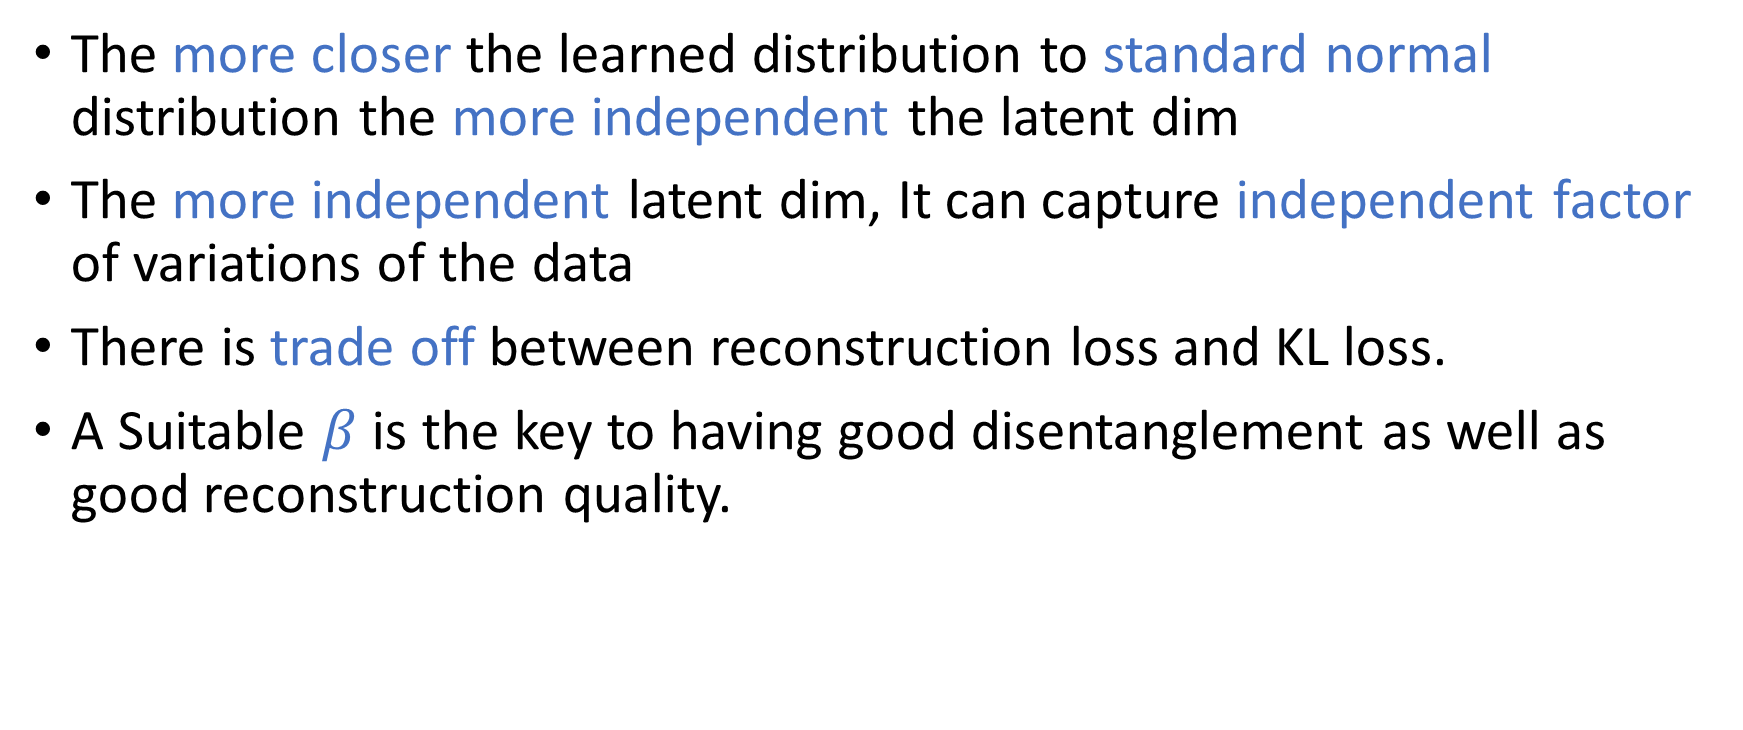 • The more closer the learned distribution to standard normal
distribution the more independent the latent dim
• The more independent latent dim, It can capture independent factor
of variations of the data
• There is trade off between reconstruction loss and KL loss.
• A Suitable β is the key to having good disentanglement as well as
good reconstruction quality.